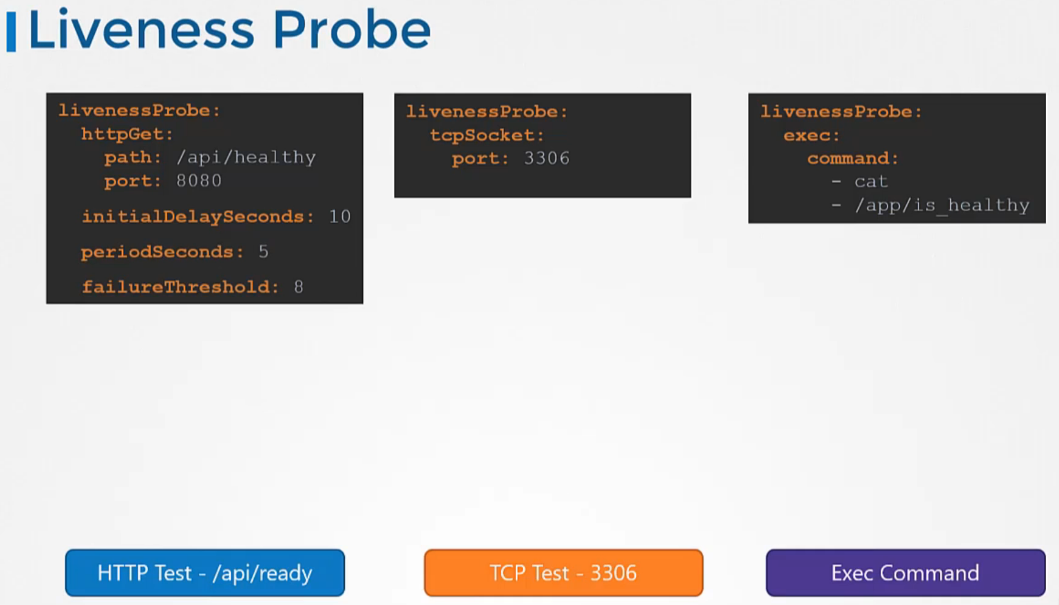 Liveness Probe
livenessProbe:
  httpGet:
    path: /api/healthy
    port: 8080
  initialDelaySeconds: 10
  periodSeconds: 5
  failureThreshold: 8
livenessProbe:
  tcpSocket:
    port: 3306
livenessProbe:
  exec:
    command:
      - cat
      - /app/is_healthy
HTTP Test - /api/ready
TCP Test - 3306
Exec Command